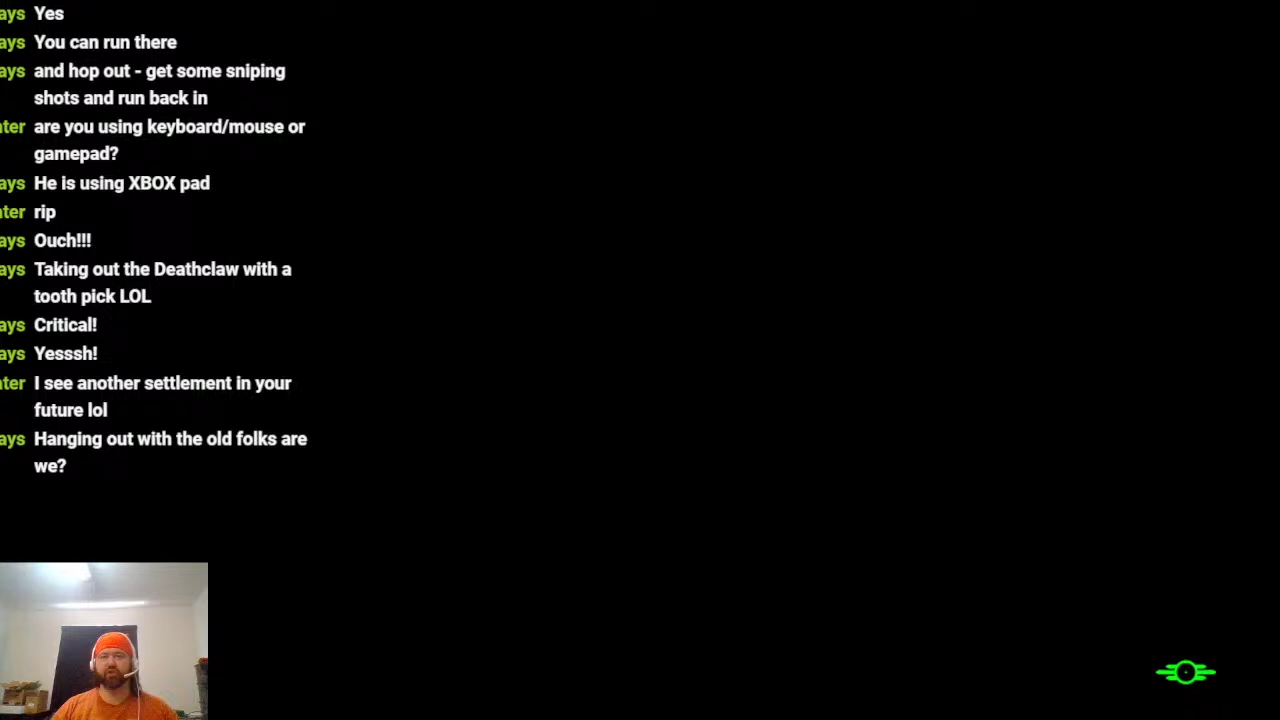 ays Yes
ays You can run there
ays and hop out - get some sniping
shots and run back in
ater are you using keyboard/mouse or
gamepad?
ays He is using XBOX pad
ater rip
ays Ouch!!!
ays Taking out the Deathclaw with a
tooth pick LOL
ays Critical!
ays Yesssh!
ater I see another settlement in your
future lol
ays Hanging out with the old folks are
we?